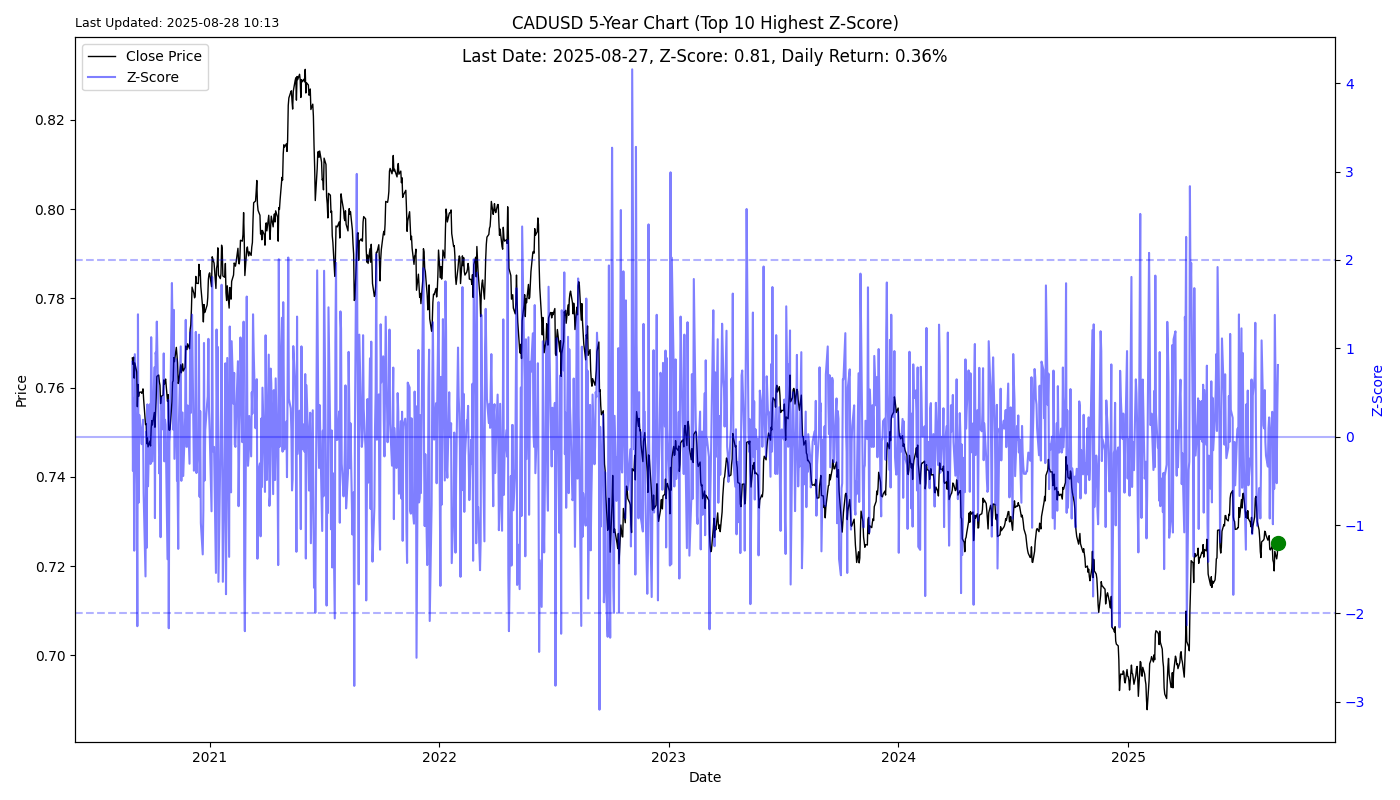 Last Updated: 2025-08-28 10:13
CADUSD 5-Year Chart (Top 10 Highest Z-Score)
Last Date: 2025-08-27, Z-Score: 0.81, Daily Return: 0.36%
Close Price
Z-Score
0.82
0.80
0.78
0.76
0.74
0.72
0.70
Price
4
3
2
1
0
−1
−2
−3
Z-Score
2021 2022 2023 2024 2025
Date